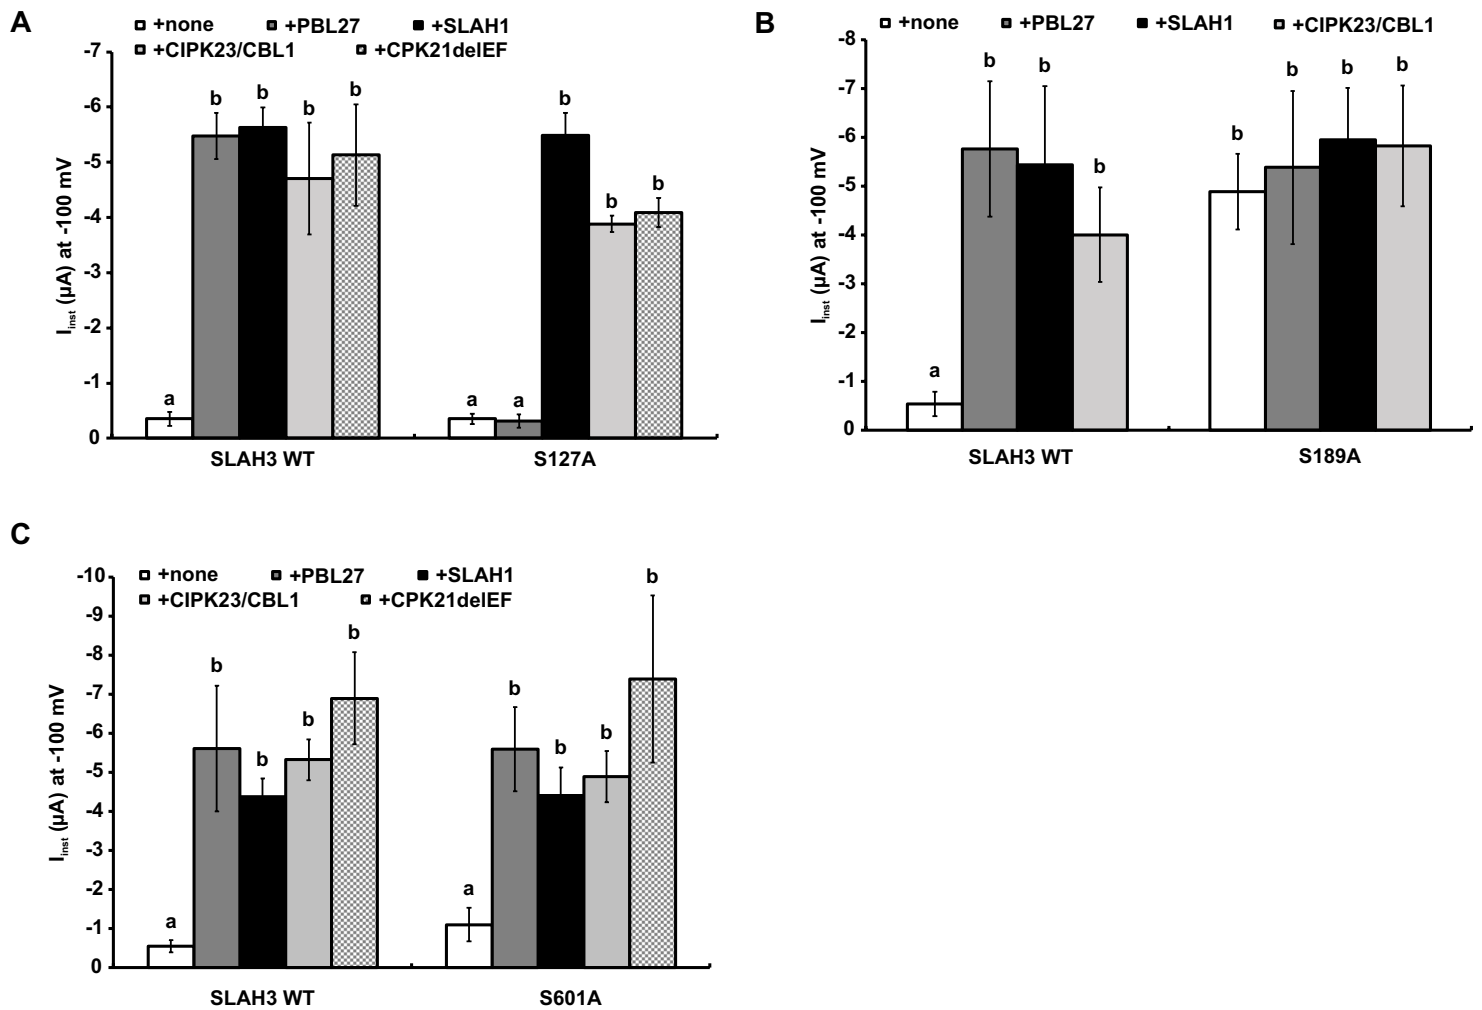 A
+none +PBL27 +SLAH1
+CIPK23/CBL1 +CPK21delEF
-7
-6
-5
-4
-3
-2
-1
0
Iinst (µA) at -100 mV
a b b b b
a a b b b
SLAH3 WT S127A
B
+none +PBL27 +SLAH1 +CIPK23/CBL1
-8
-7
-6
-5
-4
-3
-2
-1
0
Iinst (µA) at -100 mV
a b b b
b b b b
SLAH3 WT S189A
C
+none +PBL27 +SLAH1
+CIPK23/CBL1 +CPK21delEF
-10
-9
-8
-7
-6
-5
-4
-3
-2
-1
0
Iinst (µA) at -100 mV
a b b b b
a b b b b
SLAH3 WT S601A